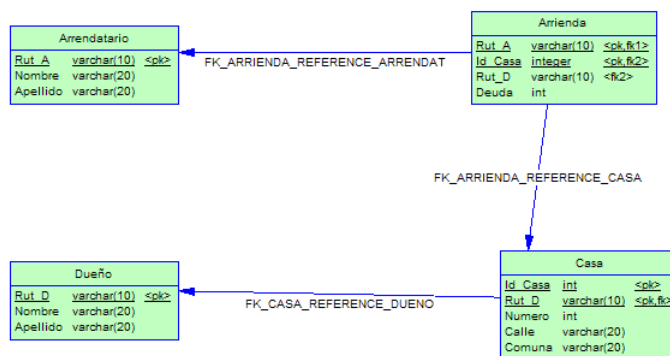 Arrendatario
Rut_A varchar(10) <pk>
Nombre varchar(20)
Apellido varchar(20)
Arrienda
Rut_A varchar(10) <pk,fk1>
Id_Casa integer <pk,fk2>
Rut_D varchar(10) <fk2>
Deuda int
FK_ARRIENDA_REFERENCE_ARRENDAT
FK_ARRIENDA_REFERENCE_CASA
Dueño
Rut_D varchar(10) <pk>
Nombre varchar(20)
Apellido varchar(20)
FK_CASA_REFERENCE_DUENO
Casa
Id_Casa int <pk>
Rut_D varchar(10) <pk,fk>
Numero int
Calle varchar(20)
Comuna varchar(20)